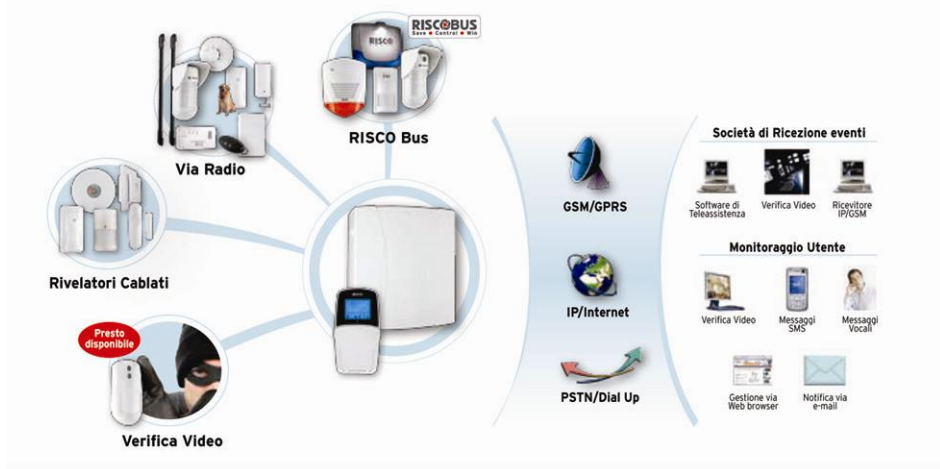 RISCOBUS
Save • Control • Win
RISCO
RISCO Bus
Via Radio
Rivelatori Cablati
Presto
disponibile
Verifica Video
GSM/GPRS
IP/Internet
PSTN/Dial Up
Società di Ricezione eventi
Software di
Teleassistenza
Verifica Video
Ricevitore
IP/GSM
Monitoraggio Utente
Verifica Video
Messaggi
SMS
Messaggi
Vocali
Gestione via
Web browser
Notifica via
e-mail